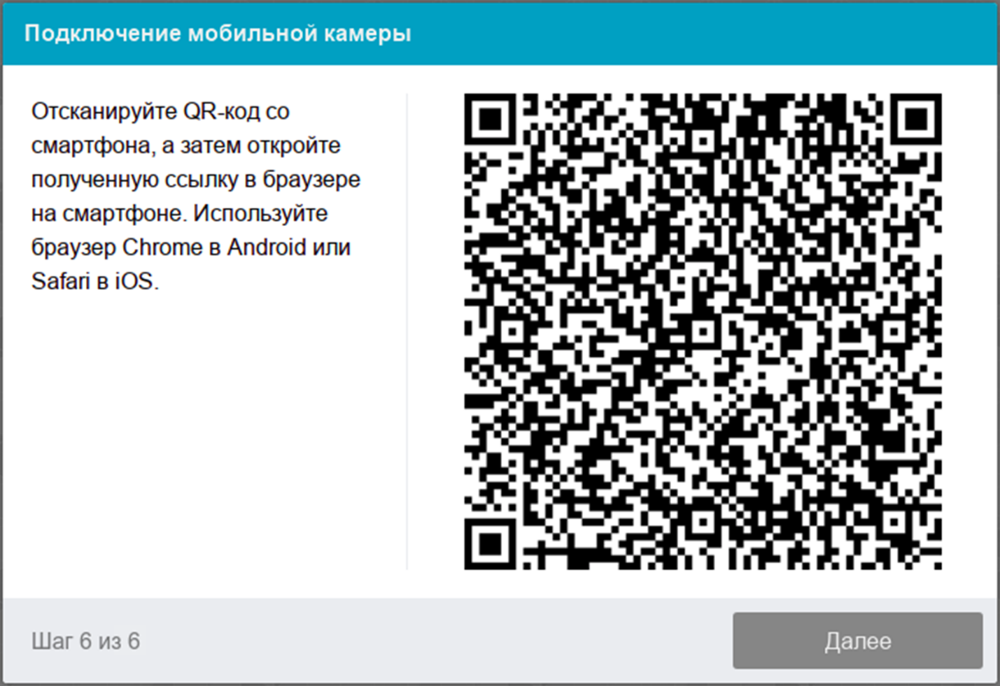 Подключение мобильной камеры
Отсканируйте QR-код со
смартфона, а затем откройте
полученную ссылку в браузере
на смартфоне. Используйте
браузер Chrome в Android или
Safari в iOS.
Шаг 6 из 6
Далее